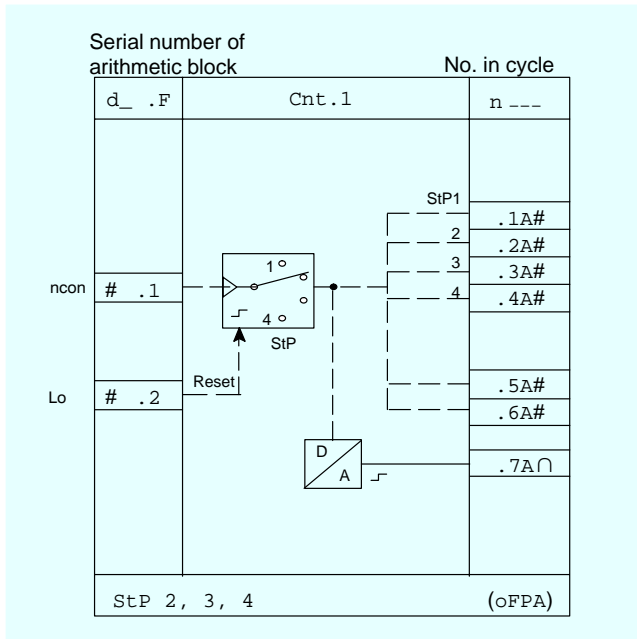 Serial number of
arithmetic block
No. in cycle
d_ .F
Cnt.1
n ---
StP1
.1A#
2
.2A#
3
.3A#
4
.4A#
ncon
# .1
1
4
StP
Lo
# .2
Reset
.5A#
.6A#
D
A
.7A∩
StP 2, 3, 4
(oFPA)